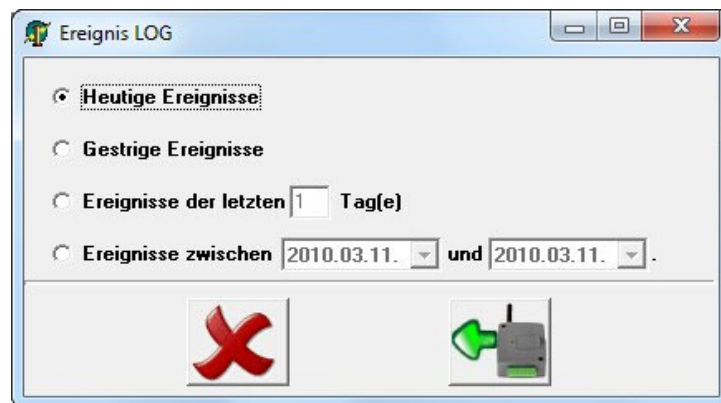 Ereignis LOG
Heutige Ereignisse
Gestrige Ereignisse
Ereignisse der letzten 1 Tag(e)
Ereignisse zwischen 2010.03.11. und 2010.03.11. .